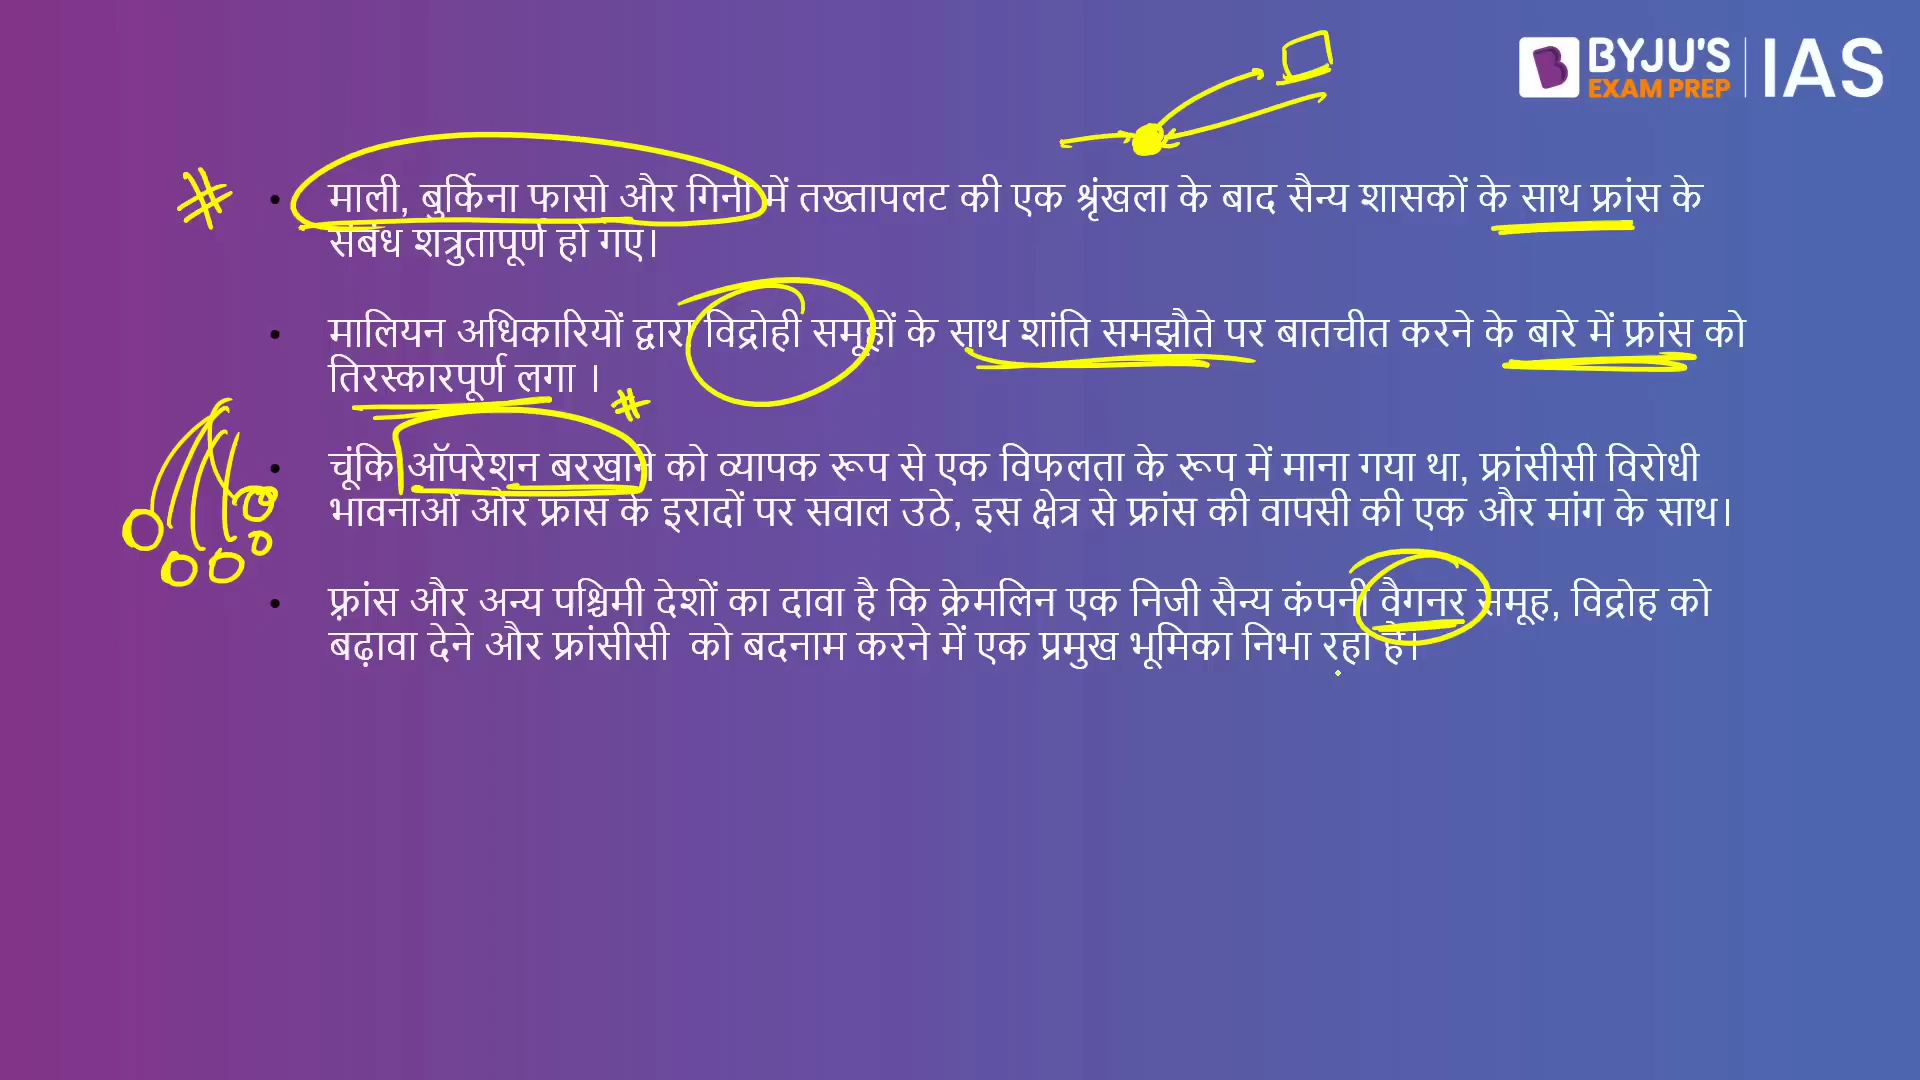 BYJU'S
EXAM PREP
IAS
माली, बुर्किना फासो और गिनी में तख्तापलट की एक श्रृंखला के बाद सैन्य शासकों के साथ फ्रांस के
संबंध शत्रुतापूर्ण हो गए।
मालियन अधिकारियों द्वारा विद्रोही समूहों के साथ शांति समझौते पर बातचीत करने के बारे में फ्रांस को
तिरस्कारपूर्ण लगा ।
चूंकि ऑपरेशन बरखाने को व्यापक रूप से एक विफलता के रूप में माना गया था, फ्रांसीसी विरोधी
भावनाओं और फ्रांस के इरादों पर सवाल उठे, इस क्षेत्र से फ्रांस की वापसी की एक और मांग के साथ।
फ़्रांस और अन्य पश्चिमी देशों का दावा है कि क्रेमलिन एक निजी सैन्य कंपनी वैगनर समूह, विद्रोह को
बढ़ावा देने और फ्रांसीसी को बदनाम करने में एक प्रमुख भूमिका निभा रहा है।